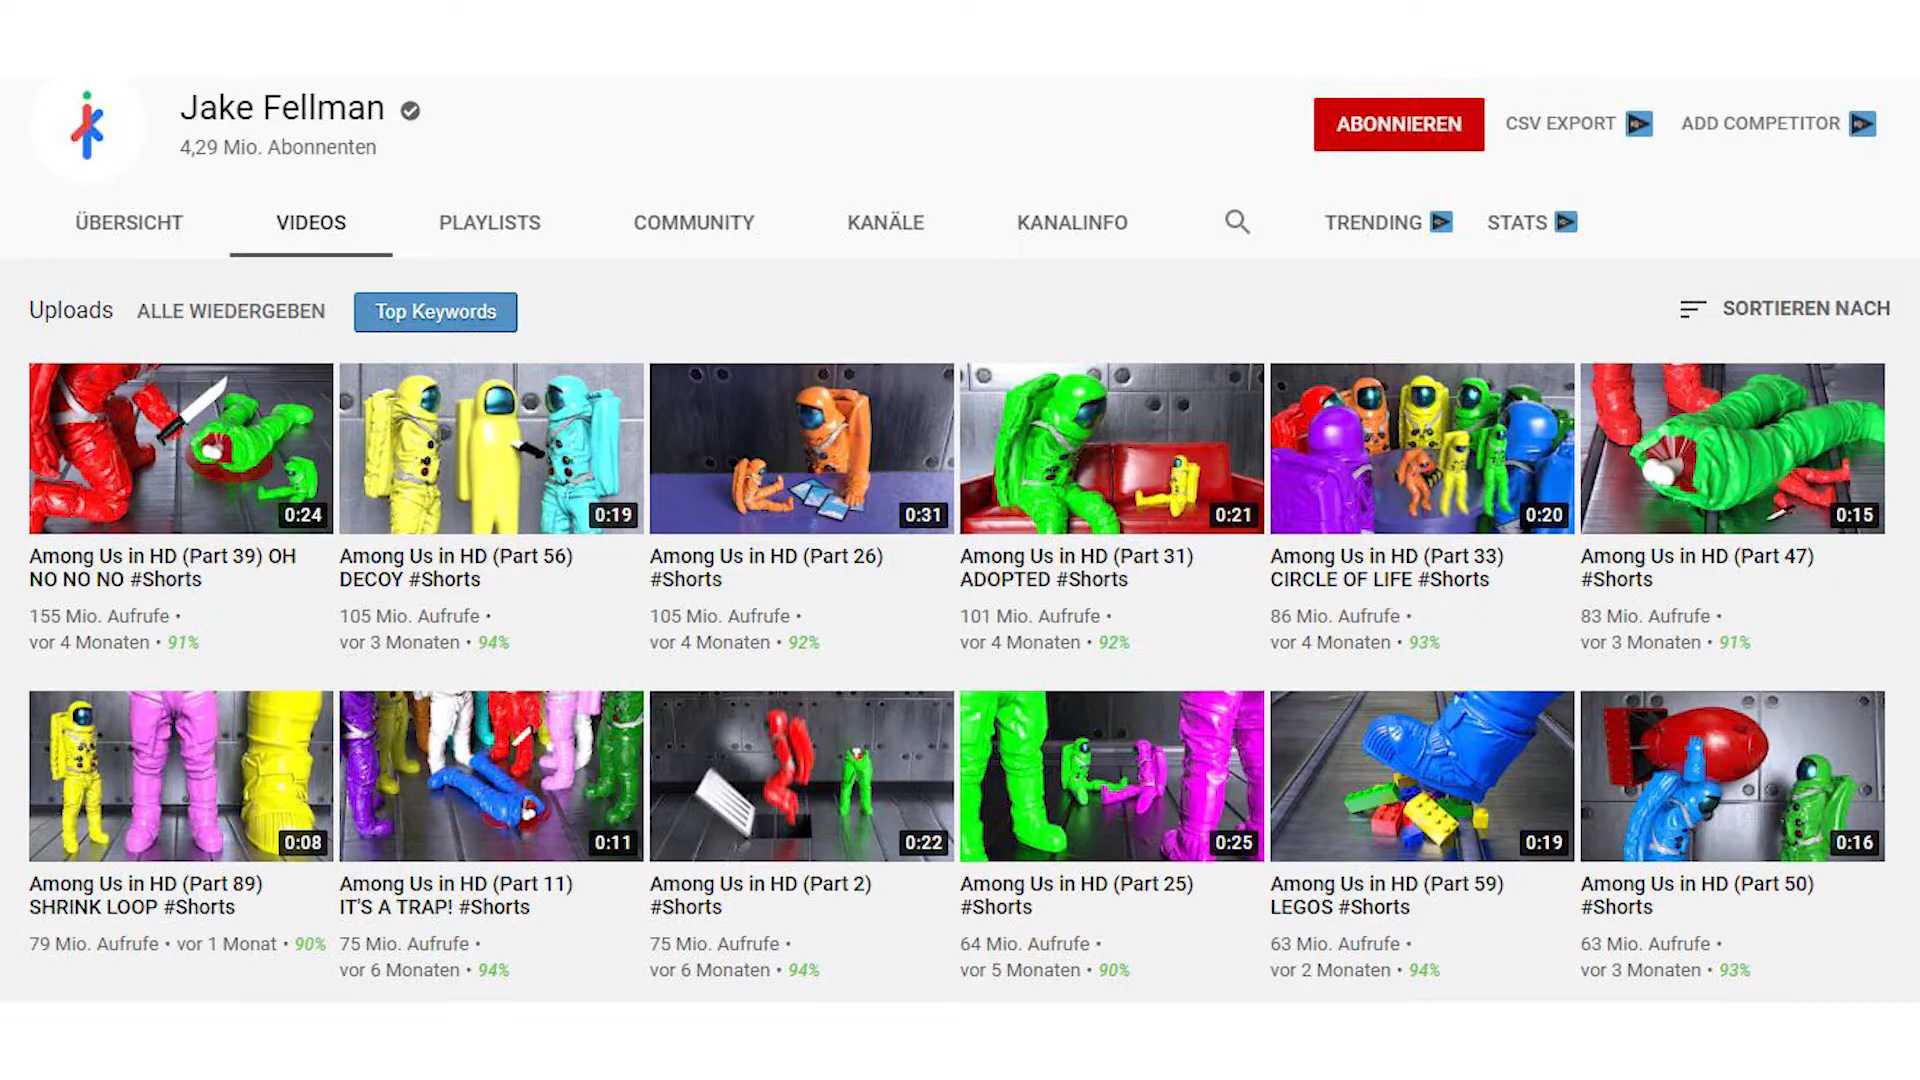 Jake Fellman
4,29 Mio. Abonnenten
ABONNIEREN
CSV EXPORT
ADD COMPETITOR
ÜBERSICHT
VIDEOS
PLAYLISTS
COMMUNITY
KANÄLE
KANALINFO
TRENDING
STATS
Uploads
ALLE WIEDERGEBEN
Top Keywords
SORTIEREN NACH
0:24
0:19
0:31
0:21
0:20
0:15
Among Us in HD (Part 39) OH
NO NO NO #Shorts
155 Mio. Aufrufe •
vor 4 Monaten • 91%
Among Us in HD (Part 56)
DECOY #Shorts
105 Mio. Aufrufe •
vor 3 Monaten • 94%
Among Us in HD (Part 26)
#Shorts
105 Mio. Aufrufe •
vor 4 Monaten • 92%
Among Us in HD (Part 31)
ADOPTED #Shorts
101 Mio. Aufrufe •
vor 4 Monaten • 92%
Among Us in HD (Part 33)
CIRCLE OF LIFE #Shorts
86 Mio. Aufrufe •
vor 4 Monaten • 93%
Among Us in HD (Part 47)
#Shorts
83 Mio. Aufrufe •
vor 3 Monaten • 91%
0:08
0:11
0:22
0:25
0:19
0:16
Among Us in HD (Part 89)
SHRINK LOOP #Shorts
79 Mio. Aufrufe • vor 1 Monat • 90%
Among Us in HD (Part 11)
IT'S A TRAP! #Shorts
75 Mio. Aufrufe •
vor 6 Monaten • 94%
Among Us in HD (Part 2)
#Shorts
75 Mio. Aufrufe •
vor 6 Monaten • 94%
Among Us in HD (Part 25)
#Shorts
64 Mio. Aufrufe •
vor 5 Monaten • 90%
Among Us in HD (Part 59)
LEGOS #Shorts
63 Mio. Aufrufe •
vor 2 Monaten • 94%
Among Us in HD (Part 50)
#Shorts
63 Mio. Aufrufe •
vor 3 Monaten • 93%